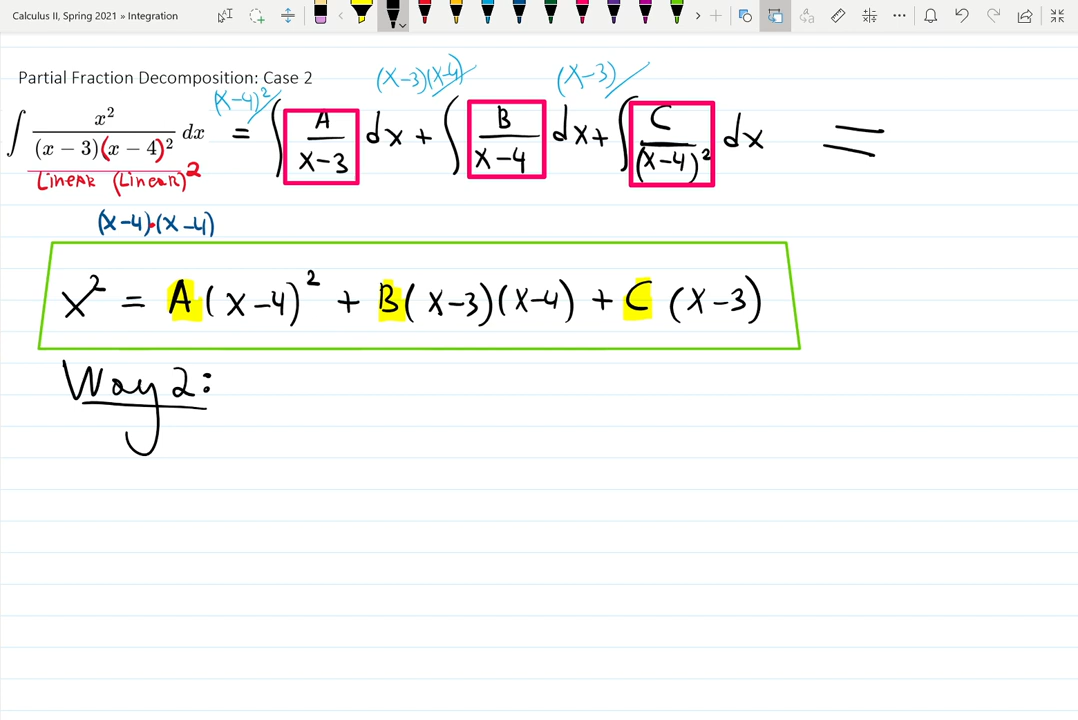 Calculus II, Spring 2021 » Integration
Partial Fraction Decomposition: Case 2
(x-4)² (x-3)(x-4) (x-3)
∫ x² / (x − 3)(x − 4)² dx = ∫ A / x-3 dx + ∫ B / x-4 dx + ∫ C / (x-4)² dx =
Linear (Linear)²
(x-4)·(x-4)
x² = A(x-4)² + B(x-3)(x-4) + C (x-3)
Way 2: